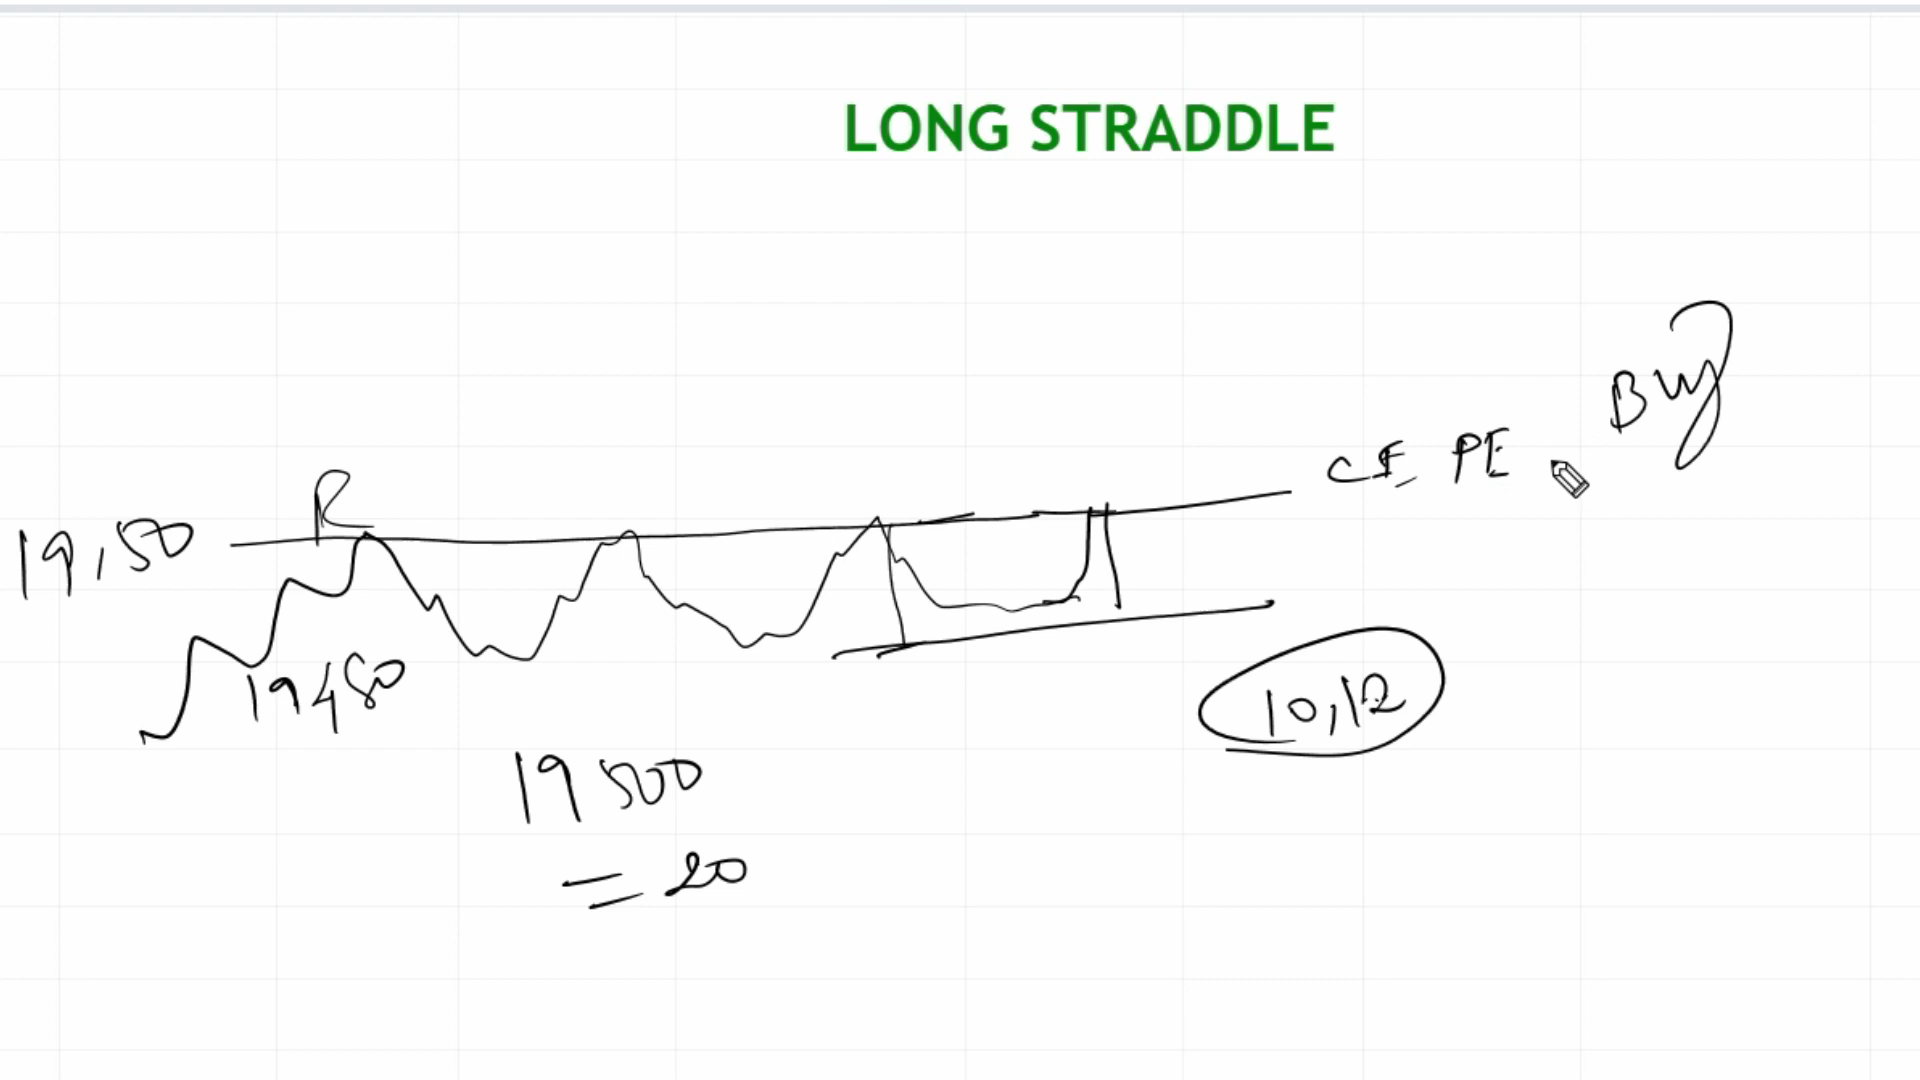 LONG STRADDLE
Buy
CE PE
R
19,50
19480
10,12
19500
= 20